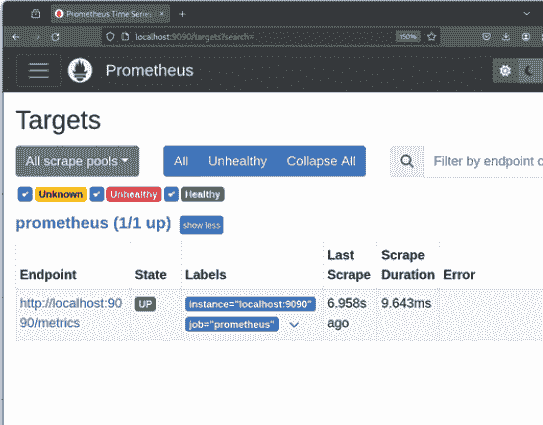 Prometheus Time Series
localhost:9090/targets?search=
150%
Prometheus
Targets
All scrape pools
All Unhealthy Collapse All
Filter by endpoint o
Unknown Unhealthy Healthy
prometheus (1/1 up) show less
Endpoint State Labels Last Scrape Scrape Duration Error
http://localhost:90
90/metrics
UP
instance="localhost:9090"
job="prometheus"
6.958s
ago
9.643ms